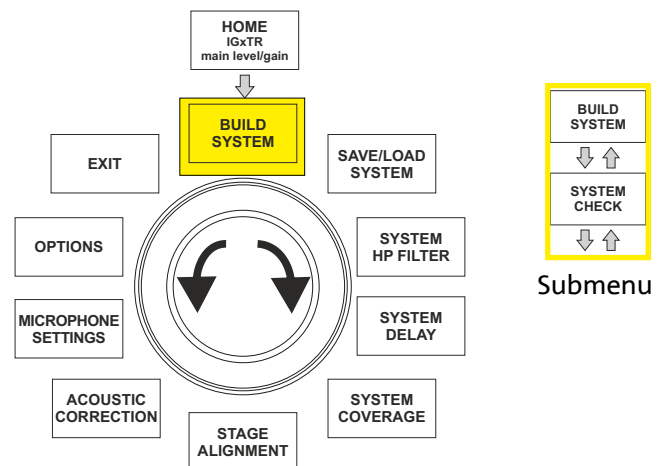 HOME
IGxTR
main level/gain
BUILD
SYSTEM
SAVE/LOAD
SYSTEM
SYSTEM
HP FILTER
SYSTEM
DELAY
SYSTEM
COVERAGE
STAGE
ALIGNMENT
ACOUSTIC
CORRECTION
MICROPHONE
SETTINGS
OPTIONS
EXIT
BUILD
SYSTEM
SYSTEM
CHECK
Submenu